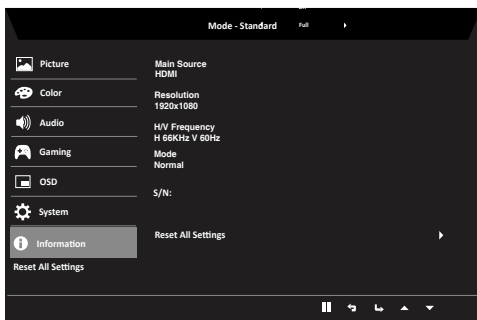 Mode - Standard Full
Picture
Color
Audio
Gaming
OSD
System
Information
Reset All Settings
Main Source
HDMI
Resolution
1920x1080
H/V Frequency
H 66KHz V 60Hz
Mode
Normal
S/N:
Reset All Settings